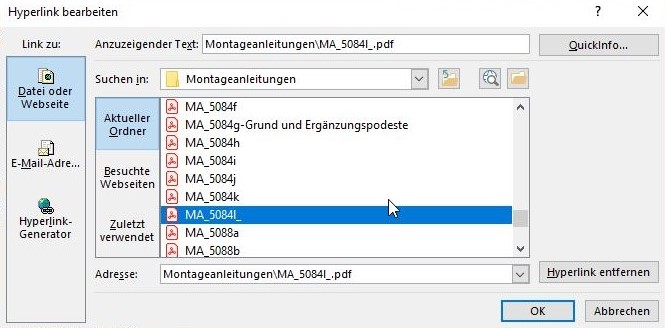 Hyperlink bearbeiten
Link zu:
Anzuzeigender Text: Montageanleitungen\MA_5084l_.pdf
QuickInfo...
Datei oder Webseite
E-Mail-Adre...
Hyperlink-Generator
Suchen in: Montageanleitungen
Aktueller Ordner
Besuchte Webseiten
Zuletzt verwendet
MA_5084f
MA_5084g-Grund und Ergänzungspodeste
MA_5084h
MA_5084i
MA_5084j
MA_5084k
MA_5084l_
MA_5088a
MA_5088b
Adresse: Montageanleitungen\MA_5084l_.pdf
Hyperlink entfernen
OK
Abbrechen